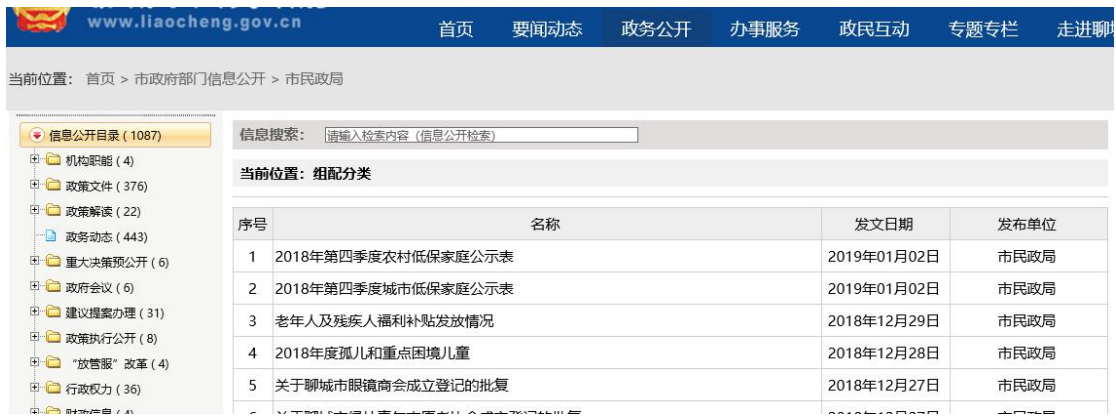 www.liaocheng.gov.cn
首页 要闻动态 政务公开 办事服务 政民互动 专题专栏 走进聊
当前位置： 首页 > 市政府部门信息公开 > 市民政局
信息公开目录 ( 1087)
机构职能 ( 4)
政策文件 ( 376)
政策解读 ( 22)
政务动态 ( 443)
重大决策预公开 ( 6)
政府会议 ( 6)
建议提案办理 ( 31)
政策执行公开 ( 8)
“放管服”改革 ( 4)
行政权力 ( 36)
财政信息 ( 4)
信息搜索： 请输入检索内容（信息公开检索）
当前位置：组配分类
序号 名称 发文日期 发布单位
1 2018年第四季度农村低保家庭公示表 2019年01月02日 市民政局
2 2018年第四季度城市低保家庭公示表 2019年01月02日 市民政局
3 老年人及残疾人福利补贴发放情况 2018年12月29日 市民政局
4 2018年度孤儿和重点困境儿童 2018年12月28日 市民政局
5 关于聊城市眼镜商会成立登记的批复 2018年12月27日 市民政局